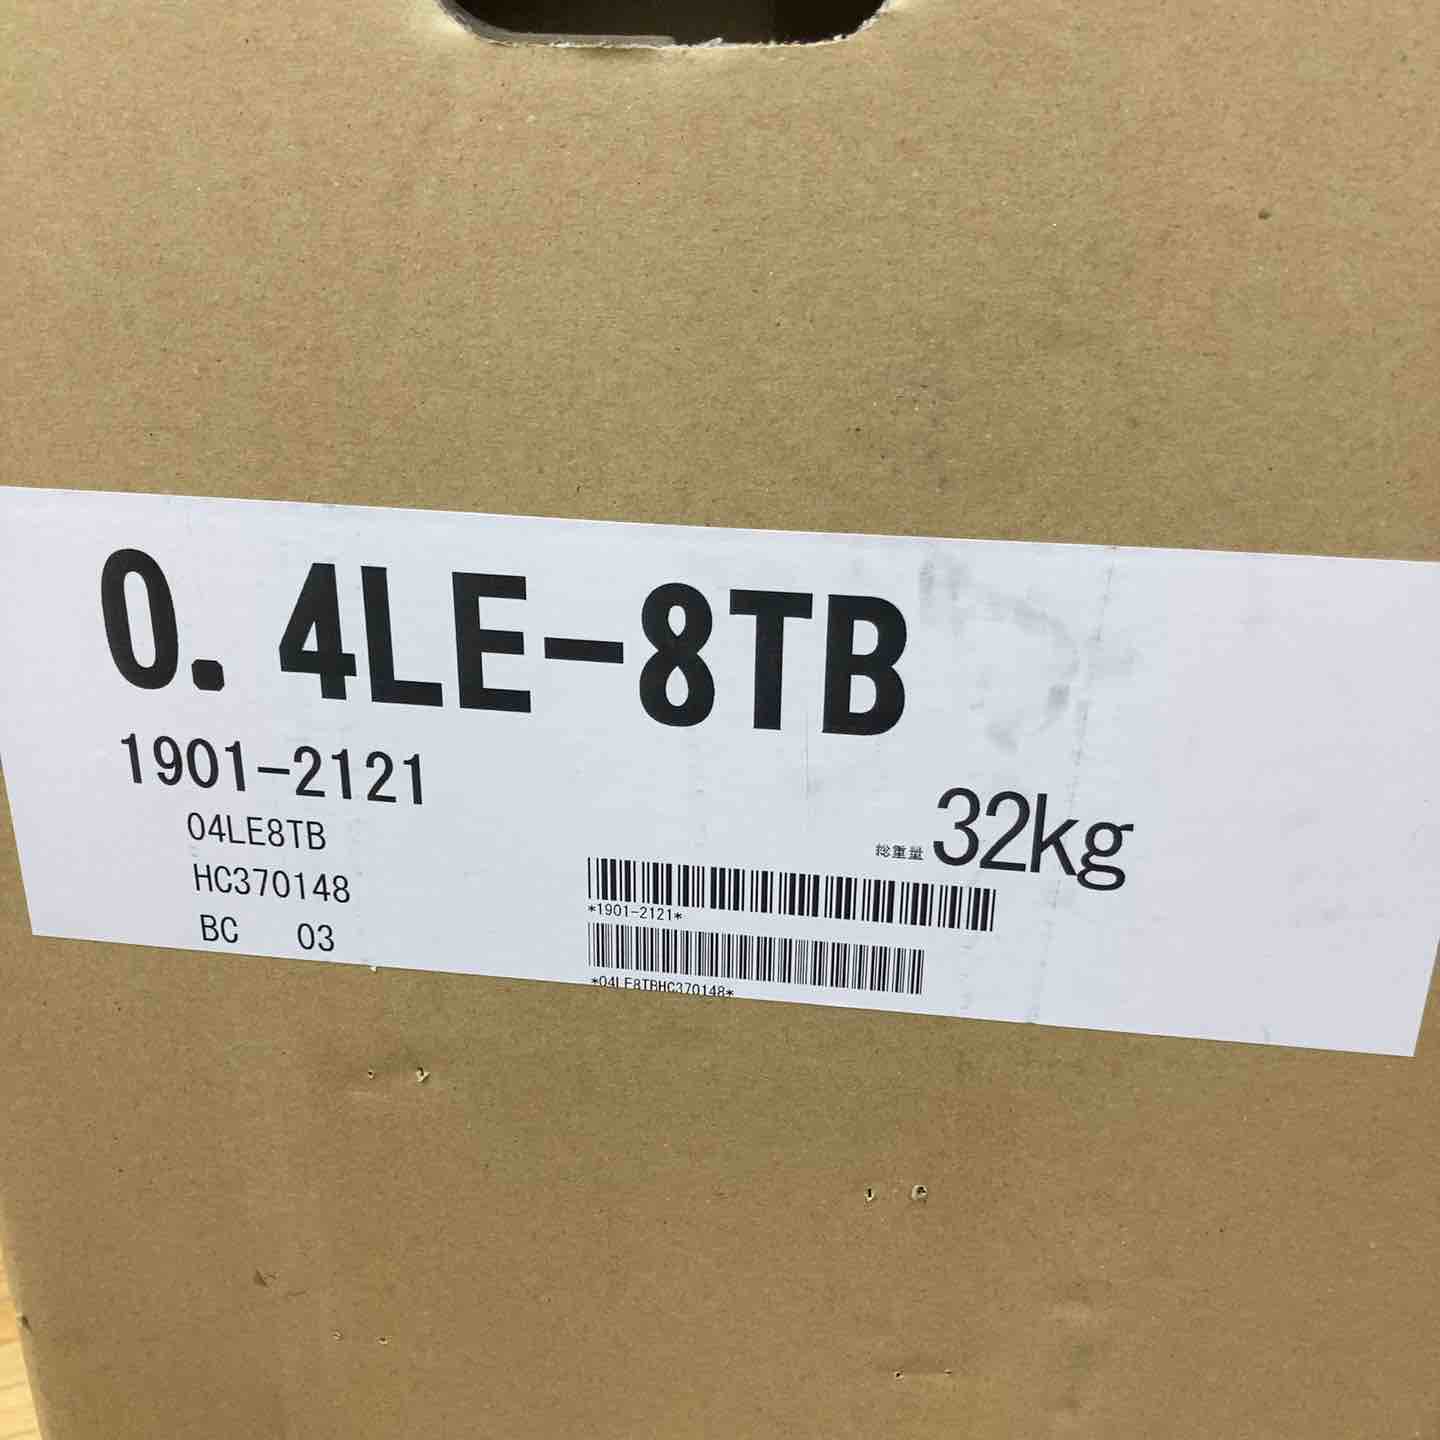 0.4LE-8TB
1901-2121
04LE8TB
HC370148
BC 03
総重量 32kg
*1901-2121*
*04LE8TBHC370148*